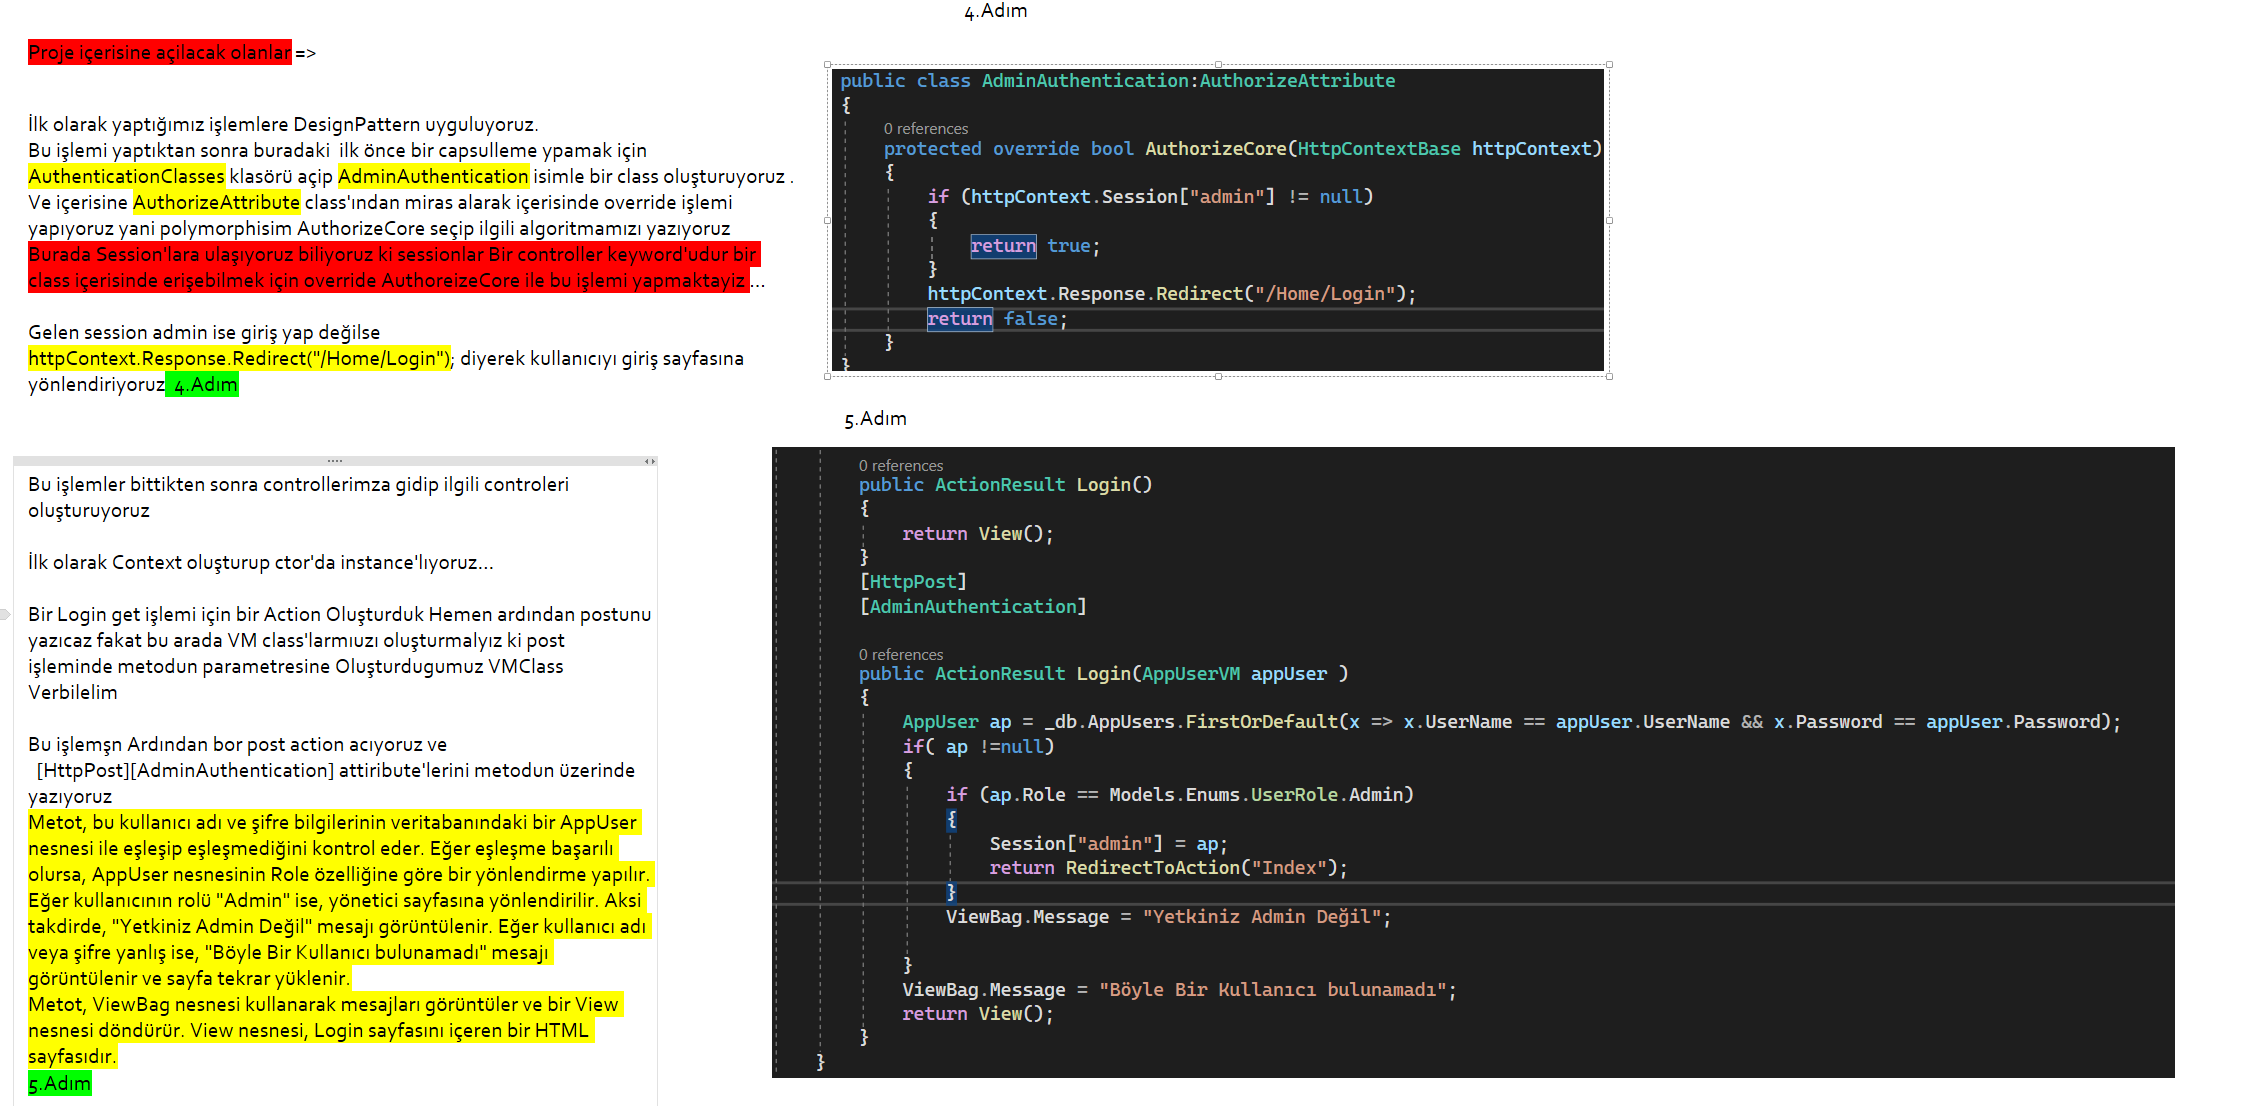 4.Adım
Proje içerisine açilacak olanlar =>
İlk olarak yaptığımız işlemlere DesignPattern uyguluyoruz.
Bu işlemi yaptıktan sonra buradaki  ilk önce bir capsulleme ypamak için
AuthenticationClasses klasörü açip AdminAuthentication isimle bir class oluşturuyoruz .
Ve içerisine AuthorizeAttribute class'ından miras alarak içerisinde override işlemi
yapıyoruz yani polymorphisim AuthorizeCore seçip ilgili algoritmamızı yazıyoruz
Burada Session'lara ulaşıyoruz biliyoruz ki sessionlar Bir controller keyword'udur bir
class içerisinde erişebilmek için override AuthoreizeCore ile bu işlemi yapmaktayiz ...
Gelen session admin ise giriş yap değilse
httpContext.Response.Redirect("/Home/Login"); diyerek kullanıcıyı giriş sayfasına
yönlendiriyoruz  4.Adım
public class AdminAuthentication:AuthorizeAttribute
{
0 references
protected override bool AuthorizeCore(HttpContextBase httpContext)
{
if (httpContext.Session["admin"] != null)
{
return true;
}
httpContext.Response.Redirect("/Home/Login");
return false;
}
}
5.Adım
Bu işlemler bittikten sonra controllerimza gidip ilgili controleri
oluşturuyoruz
İlk olarak Context oluşturup ctor'da instance'lıyoruz...
Bir Login get işlemi için bir Action Oluşturduk Hemen ardından postunu
yazıcaz fakat bu arada VM class'larmıuzı oluşturmalyız ki post
işleminde metodun parametresine Oluşturdugumuz VMClass
Verbilelim
Bu işlemşn Ardından bor post action acıyoruz ve
[HttpPost][AdminAuthentication] attiribute'lerini metodun üzerinde
yazıyoruz
Metot, bu kullanıcı adı ve şifre bilgilerinin veritabanındaki bir AppUser
nesnesi ile eşleşip eşleşmediğini kontrol eder. Eğer eşleşme başarılı
olursa, AppUser nesnesinin Role özelliğine göre bir yönlendirme yapılır.
Eğer kullanıcının rolü "Admin" ise, yönetici sayfasına yönlendirilir. Aksi
takdirde, "Yetkiniz Admin Değil" mesajı görüntülenir. Eğer kullanıcı adı
veya şifre yanlış ise, "Böyle Bir Kullanıcı bulunamadı" mesajı
görüntülenir ve sayfa tekrar yüklenir.
Metot, ViewBag nesnesi kullanarak mesajları görüntüler ve bir View
nesnesi döndürür. View nesnesi, Login sayfasını içeren bir HTML
sayfasıdır.
5.Adım
0 references
public ActionResult Login()
{
return View();
}
[HttpPost]
[AdminAuthentication]
0 references
public ActionResult Login(AppUserVM appUser )
{
AppUser ap = _db.AppUsers.FirstOrDefault(x => x.UserName == appUser.UserName && x.Password == appUser.Password);
if( ap !=null)
{
if (ap.Role == Models.Enums.UserRole.Admin)
{
Session["admin"] = ap;
return RedirectToAction("Index");
}
ViewBag.Message = "Yetkiniz Admin Değil";
}
ViewBag.Message = "Böyle Bir Kullanıcı bulunamadı";
return View();
}
}